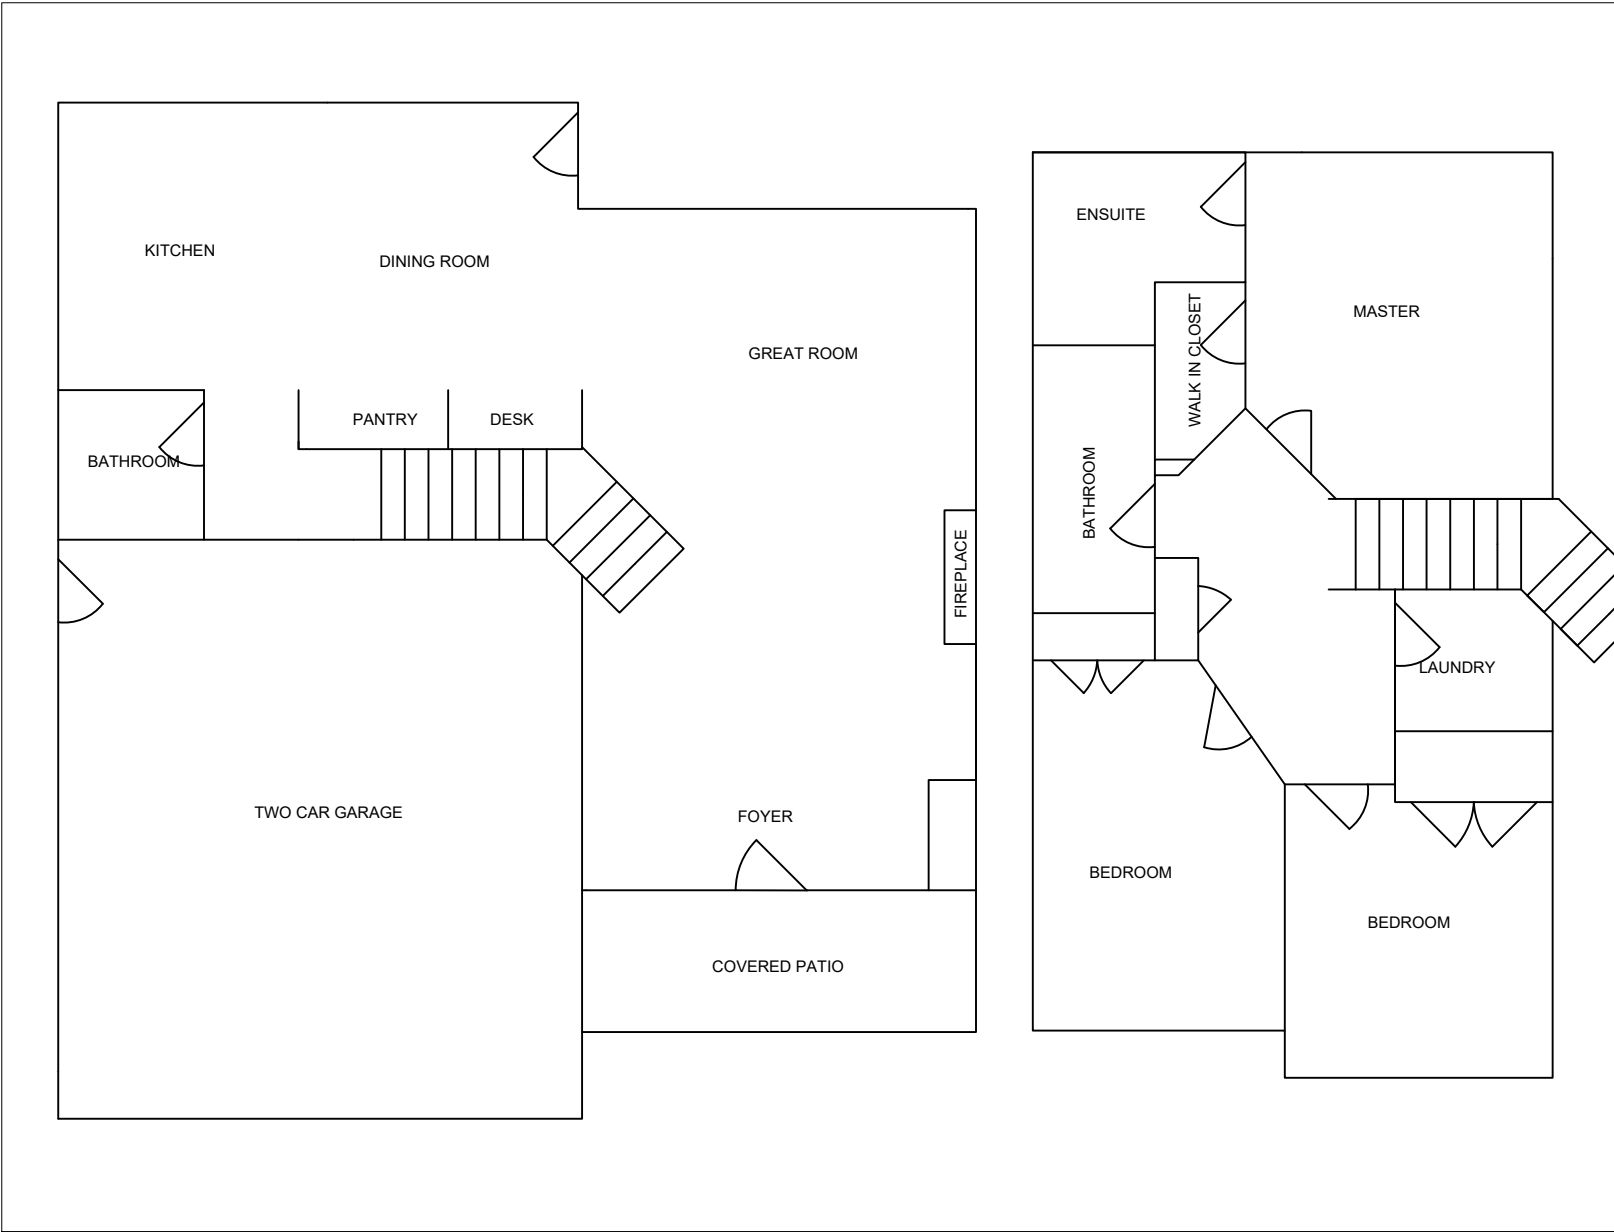 KITCHEN
DINING ROOM
GREAT ROOM
PANTRY
DESK
BATHROOM
FIREPLACE
TWO CAR GARAGE
FOYER
COVERED PATIO
ENSUITE
WALK IN CLOSET
MASTER
BATHROOM
LAUNDRY
BEDROOM
BEDROOM